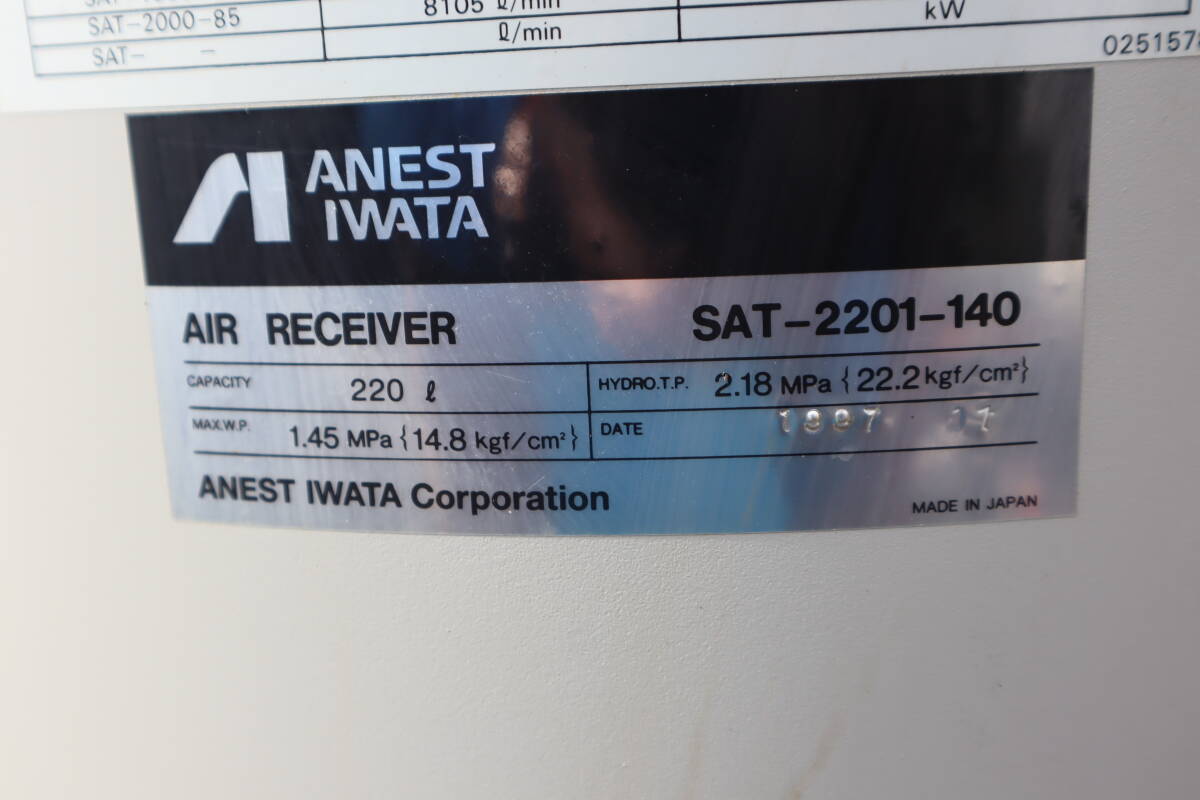 SAT-2000-85 8105 ℓ/min
SAT- - ℓ/min kW
025157
ANEST
IWATA
AIR RECEIVER SAT-2201-140
CAPACITY 220 ℓ HYDRO.T.P. 2.18 MPa {22.2 kgf/cm²}
MAX.W.P. 1.45 MPa {14.8 kgf/cm²} DATE 1997.
ANEST IWATA Corporation MADE IN JAPAN